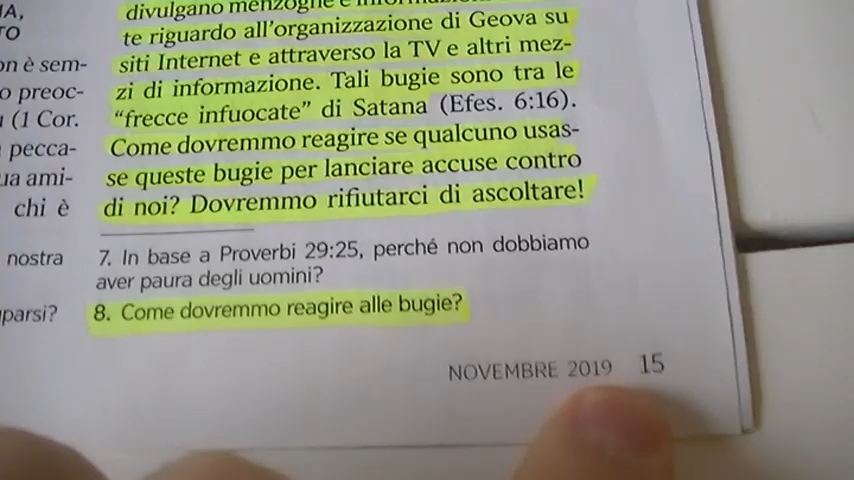 IA,
TO
on è sem-
o preoc-
(1 Cor.
pecca-
ua ami-
chi è
nostra
parsi?
divulgano menzogne e
te riguardo all'organizzazione di Geova su
siti Internet e attraverso la TV e altri mez-
zi di informazione. Tali bugie sono tra le
“frecce infuocate” di Satana (Efes. 6:16).
Come dovremmo reagire se qualcuno usas-
se queste bugie per lanciare accuse contro
di noi? Dovremmo rifiutarci di ascoltare!
7. In base a Proverbi 29:25, perché non dobbiamo
aver paura degli uomini?
8. Come dovremmo reagire alle bugie?
NOVEMBRE 2019 15